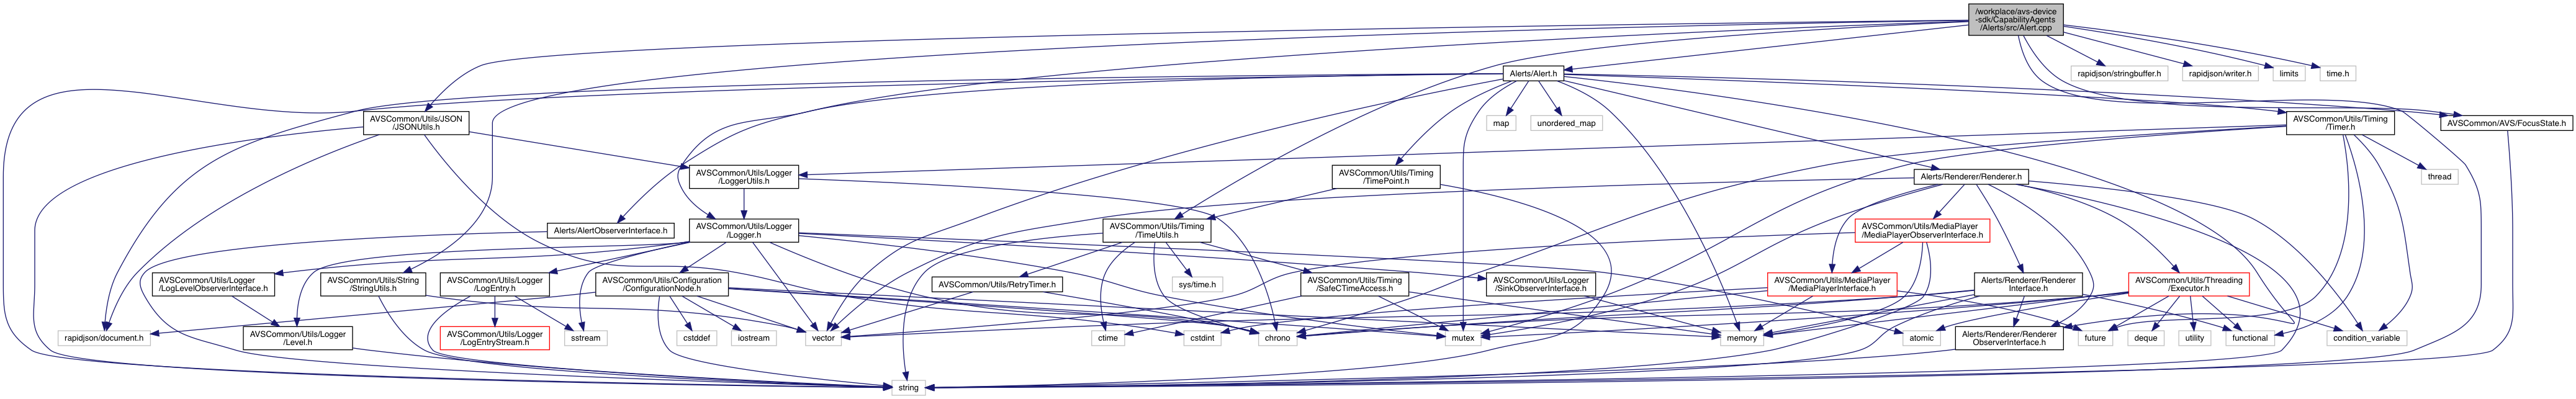 /workplace/avs-device
-sdk/CapabilityAgents
/Alerts/src/Alert.cpp
Alerts/Alert.h
rapidjson/stringbuffer.h
rapidjson/writer.h
limits
time.h
AVSCommon/Utils/JSON
/JSONUtils.h
map
unordered_map
AVSCommon/Utils/Timing
/Timer.h
AVSCommon/AVS/FocusState.h
AVSCommon/Utils/Logger
/LoggerUtils.h
AVSCommon/Utils/Timing
/TimePoint.h
Alerts/Renderer/Renderer.h
thread
Alerts/AlertObserverInterface.h
AVSCommon/Utils/Logger
/Logger.h
AVSCommon/Utils/Timing
/TimeUtils.h
AVSCommon/Utils/MediaPlayer
/MediaPlayerObserverInterface.h
AVSCommon/Utils/Logger
/LogLevelObserverInterface.h
AVSCommon/Utils/String
/StringUtils.h
AVSCommon/Utils/Logger
/LogEntry.h
AVSCommon/Utils/Configuration
/ConfigurationNode.h
AVSCommon/Utils/RetryTimer.h
sys/time.h
AVSCommon/Utils/Timing
/SafeCTimeAccess.h
AVSCommon/Utils/Logger
/SinkObserverInterface.h
AVSCommon/Utils/MediaPlayer
/MediaPlayerInterface.h
Alerts/Renderer/Renderer
Interface.h
AVSCommon/Utils/Threading
/Executor.h
rapidjson/document.h
AVSCommon/Utils/Logger
/Level.h
AVSCommon/Utils/Logger
/LogEntryStream.h
sstream
cstddef
iostream
vector
ctime
cstdint
chrono
mutex
memory
atomic
Alerts/Renderer/Renderer
ObserverInterface.h
future
deque
utility
functional
condition_variable
string